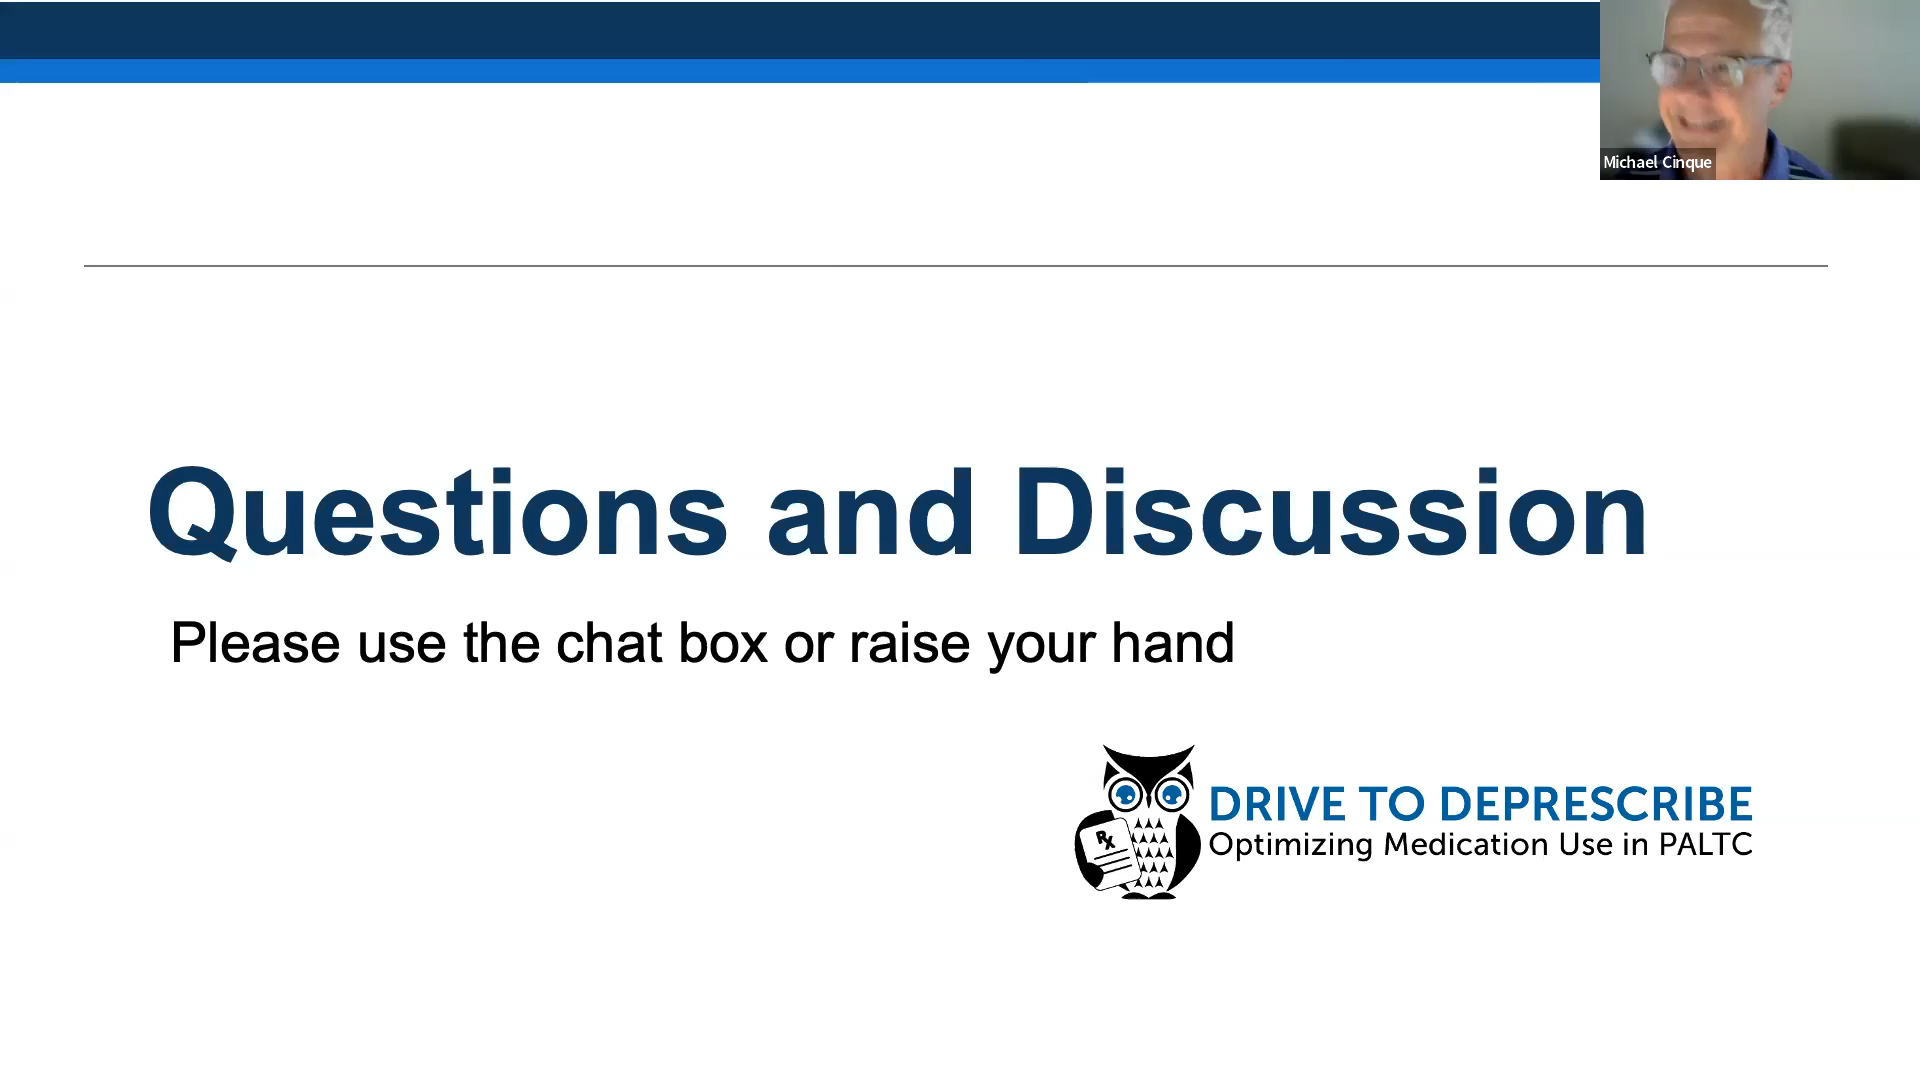 Michael Cinque
Questions and Discussion
Please use the chat box or raise your hand
Rx
DRIVE TO DEPRESCRIBE
Optimizing Medication Use in PALTC